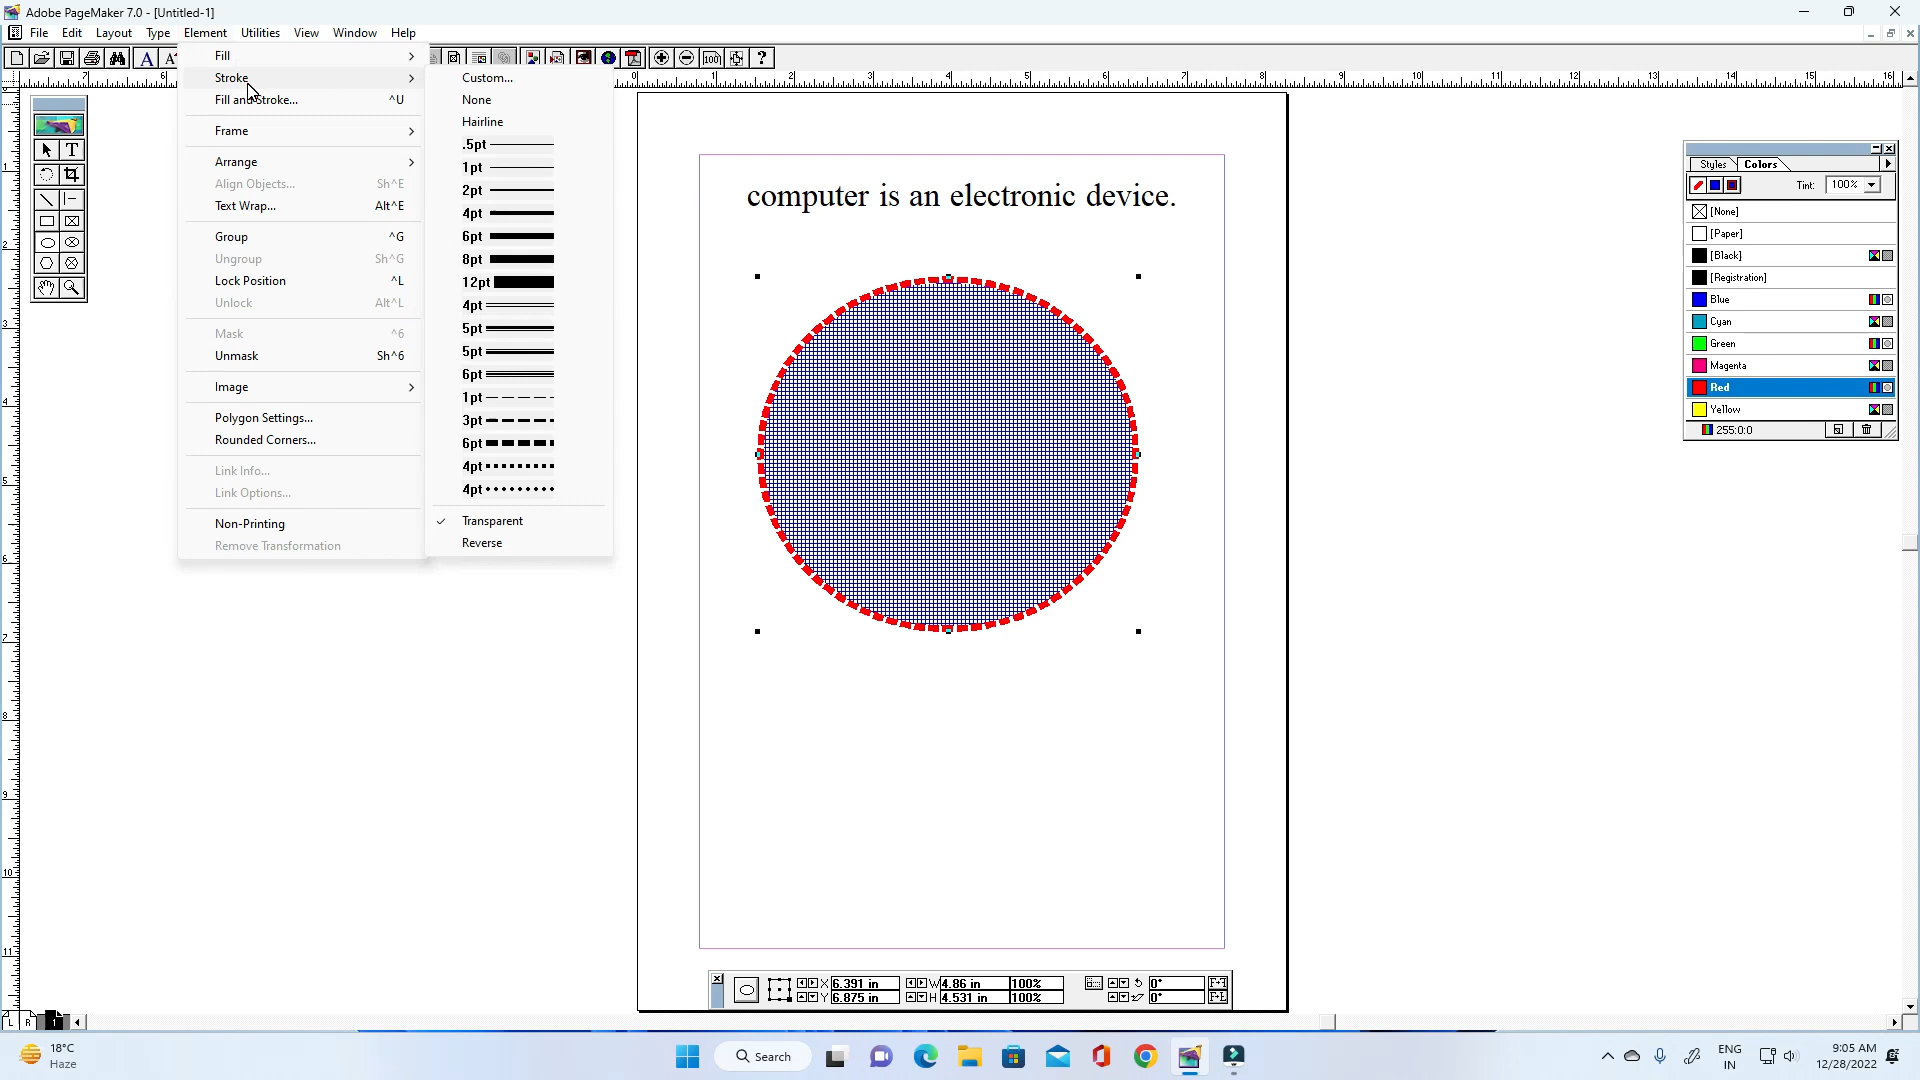 Adobe PageMaker 7.0 - [Untitled-1]
File Edit Layout Type Element Utilities View Window Help
Fill
Stroke
Fill and Stroke... ^U
Frame
Arrange
Align Objects... Sh^E
Text Wrap... Alt^E
Group ^G
Ungroup Sh^G
Lock Position ^L
Unlock Alt^L
Mask ^6
Unmask Sh^6
Image
Polygon Settings...
Rounded Corners...
Link Info...
Link Options...
Non-Printing
Remove Transformation
Custom...
None
Hairline
.5pt
1pt
2pt
4pt
6pt
8pt
12pt
4pt
5pt
5pt
6pt
1pt
3pt
6pt
4pt
4pt
Transparent
Reverse
computer is an electronic device.
Styles Colors
Tint: 100%
[None]
[Paper]
[Black]
[Registration]
Blue
Cyan
Green
Magenta
Red
Yellow
255:0:0
X 6.391 in W 4.86 in 100% 0°
Y 6.875 in H 4.531 in 100% 0°
L R 1
18°C
Haze
Search
ENG
IN
9:05 AM
12/28/2022